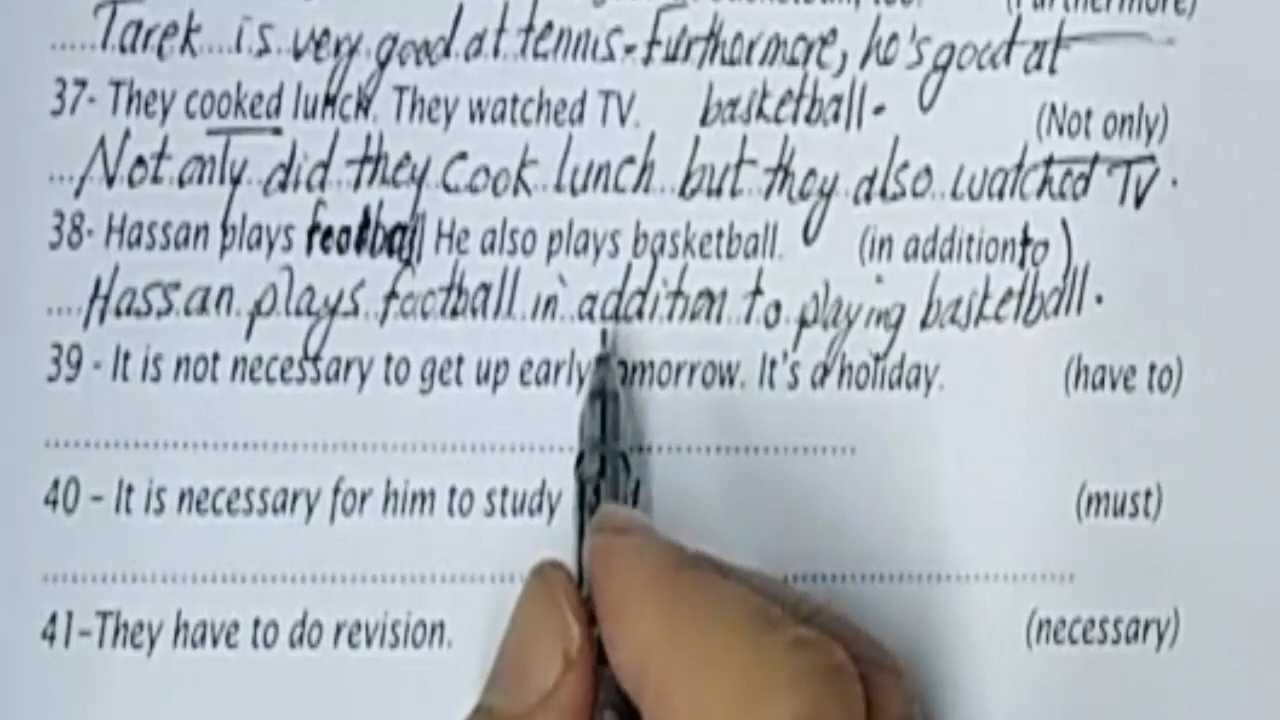 (Furthermore)
Tarek is very good at tennis. Furthermore, he's good at
basketball.
37- They cooked lunch. They watched TV. (Not only)
Not only did they cook lunch but they also watched TV.
38- Hassan plays football He also plays basketball. (in addition to)
Hassan plays football in addition to playing basketball.
39 - It is not necessary to get up early tomorrow. It's a holiday. (have to)
40 – It is necessary for him to study (must)
41–They have to do revision. (necessary)